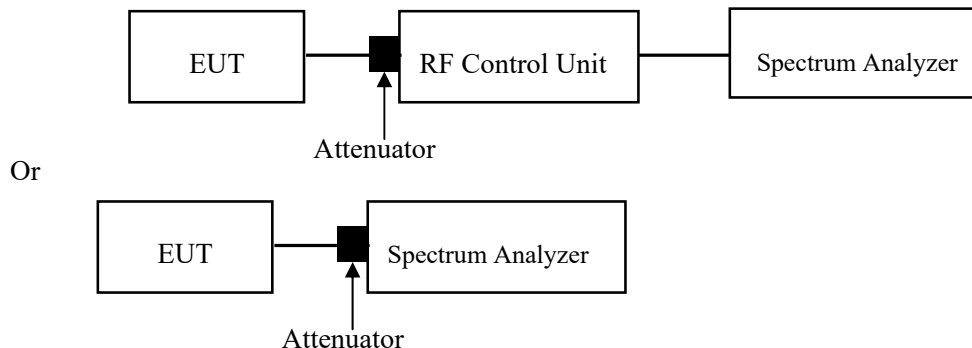 EUT RF Control Unit Spectrum Analyzer
Attenuator
Or
EUT Spectrum Analyzer
Attenuator